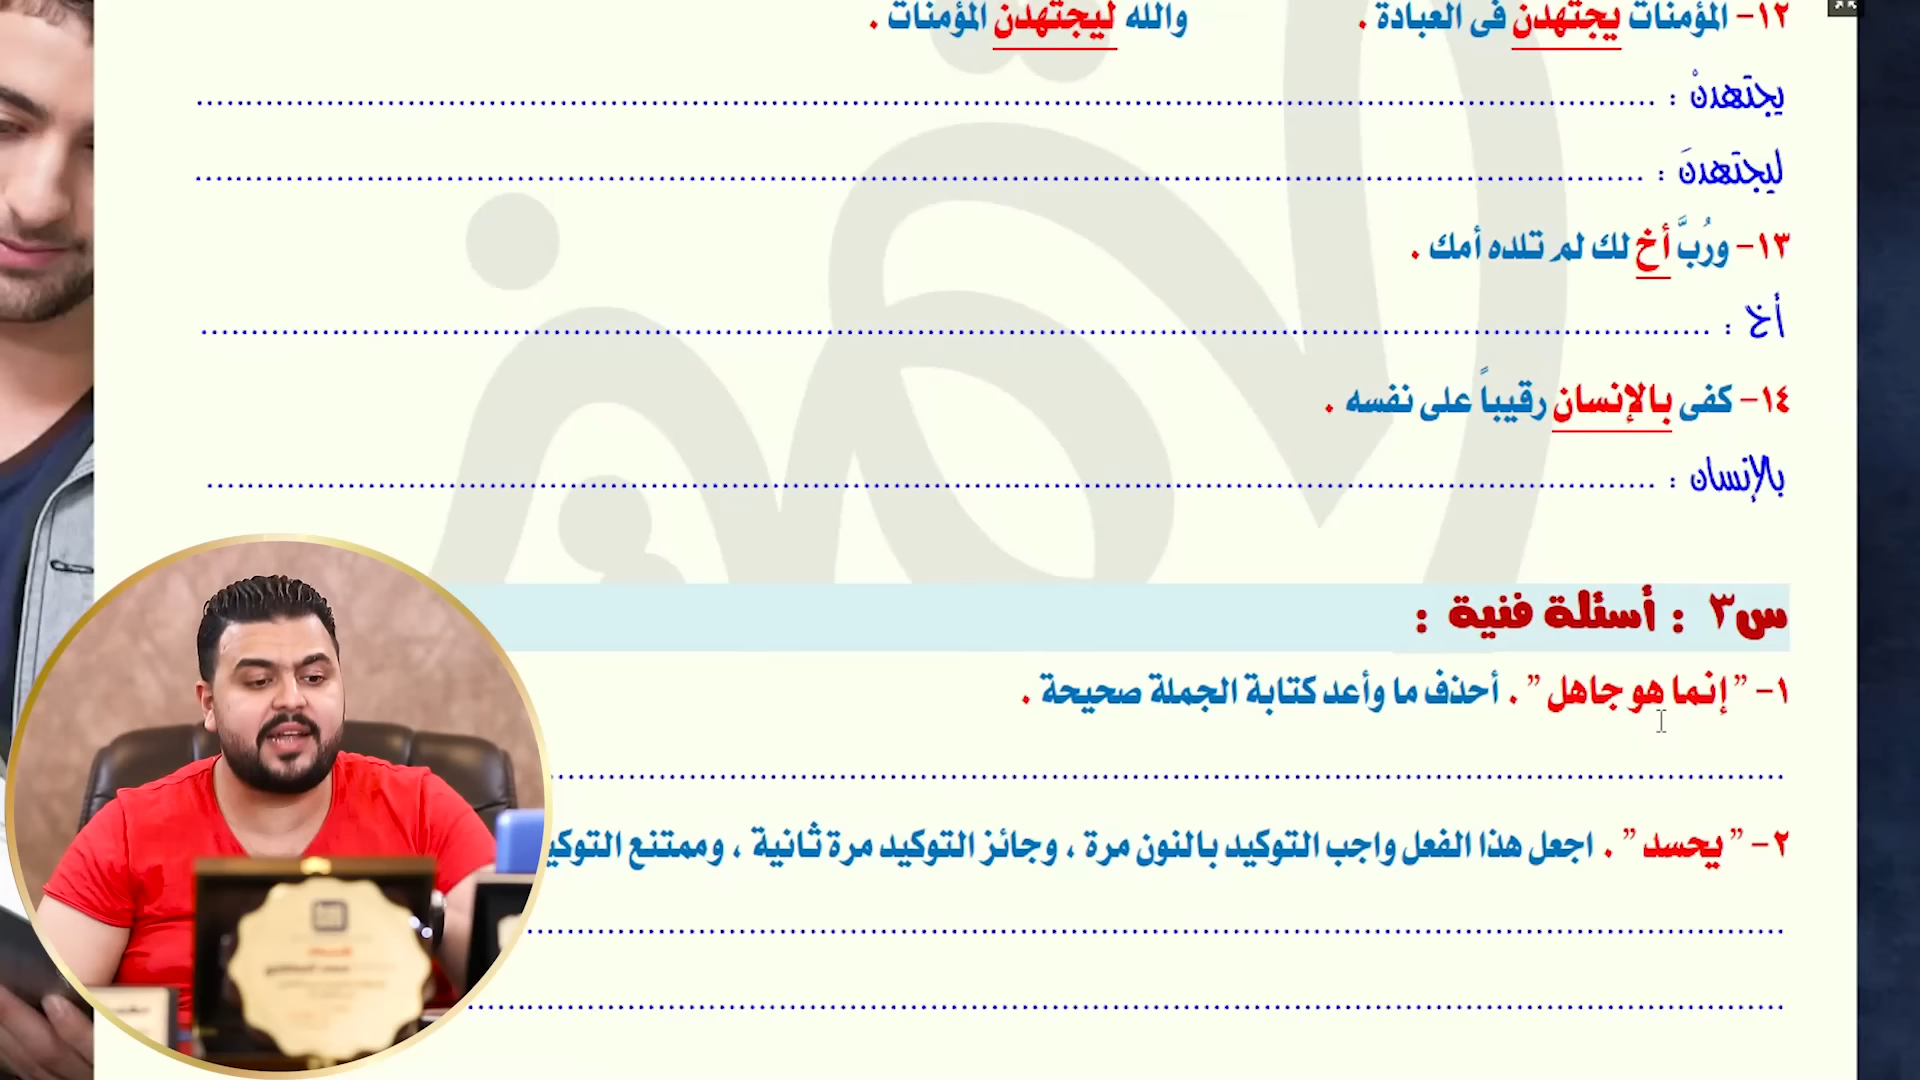 ١٢- المؤمنات يجتهدن فى العبادة . والله ليجتهدن المؤمنات .
يجتهدنْ : ......................................................
ليجتهدنَ : ......................................................
١٣- ورُبَّ أخ لك لم تلده أمك .
أخ : ......................................................
١٤- كفى بالإنسان رقيباً على نفسه .
بالإنسان : ......................................................
س٣ : أسئلة فنية :
١- " إنما هو جاهل " . أحذف ما وأعد كتابة الجملة صحيحة .
......................................................
٢- " يحسد " . اجعل هذا الفعل واجب التوكيد بالنون مرة ، وجائز التوكيد مرة ثانية ، وممتنع التوكي
......................................................
......................................................